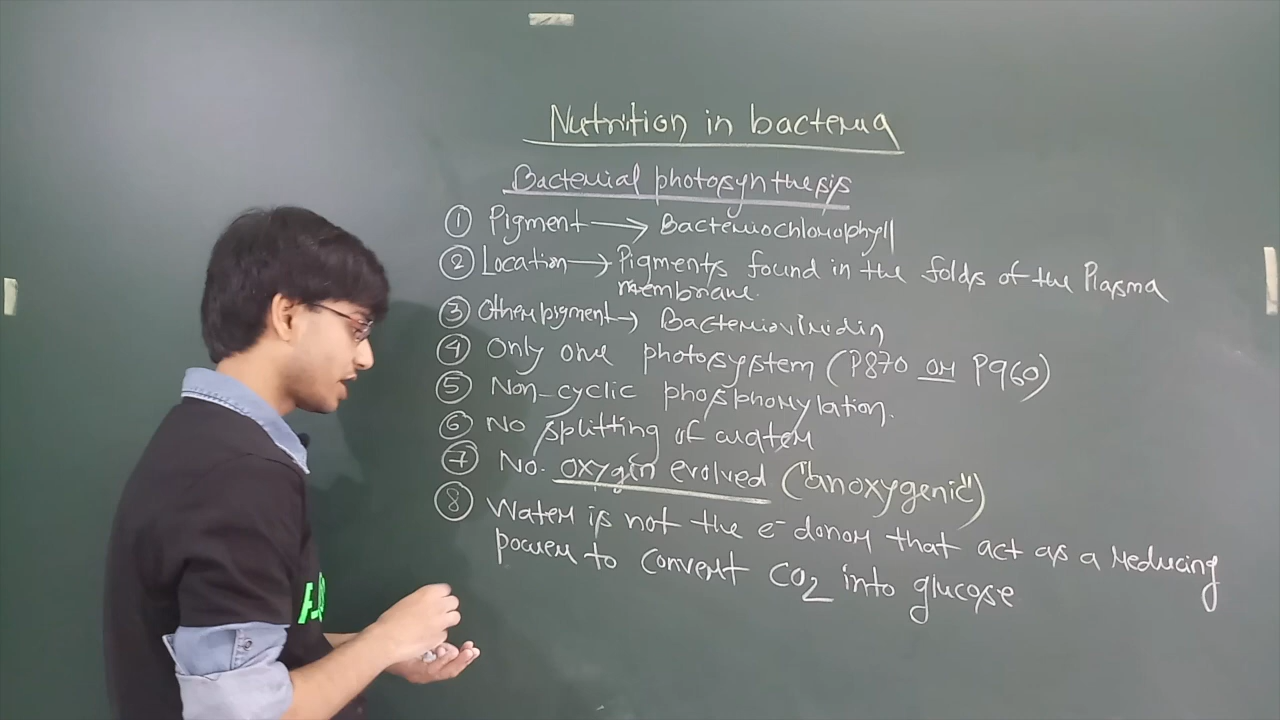 Nutrition in bacteria
Bacterial photosynthesis
① Pigment → Bacteriochlorophyll
② Location → Pigments found in the folds of the Plasma
membrane.
③ Other pigment → Bacterioviridin
④ Only one photosystem (P870 or P960)
⑤ Non-cyclic phosphorylation.
⑥ No splitting of water
⑦ No. oxygin evolved ("anoxygenic")
⑧ Water is not the e⁻ donor that act as a reducing
power to convert CO₂ into glucose